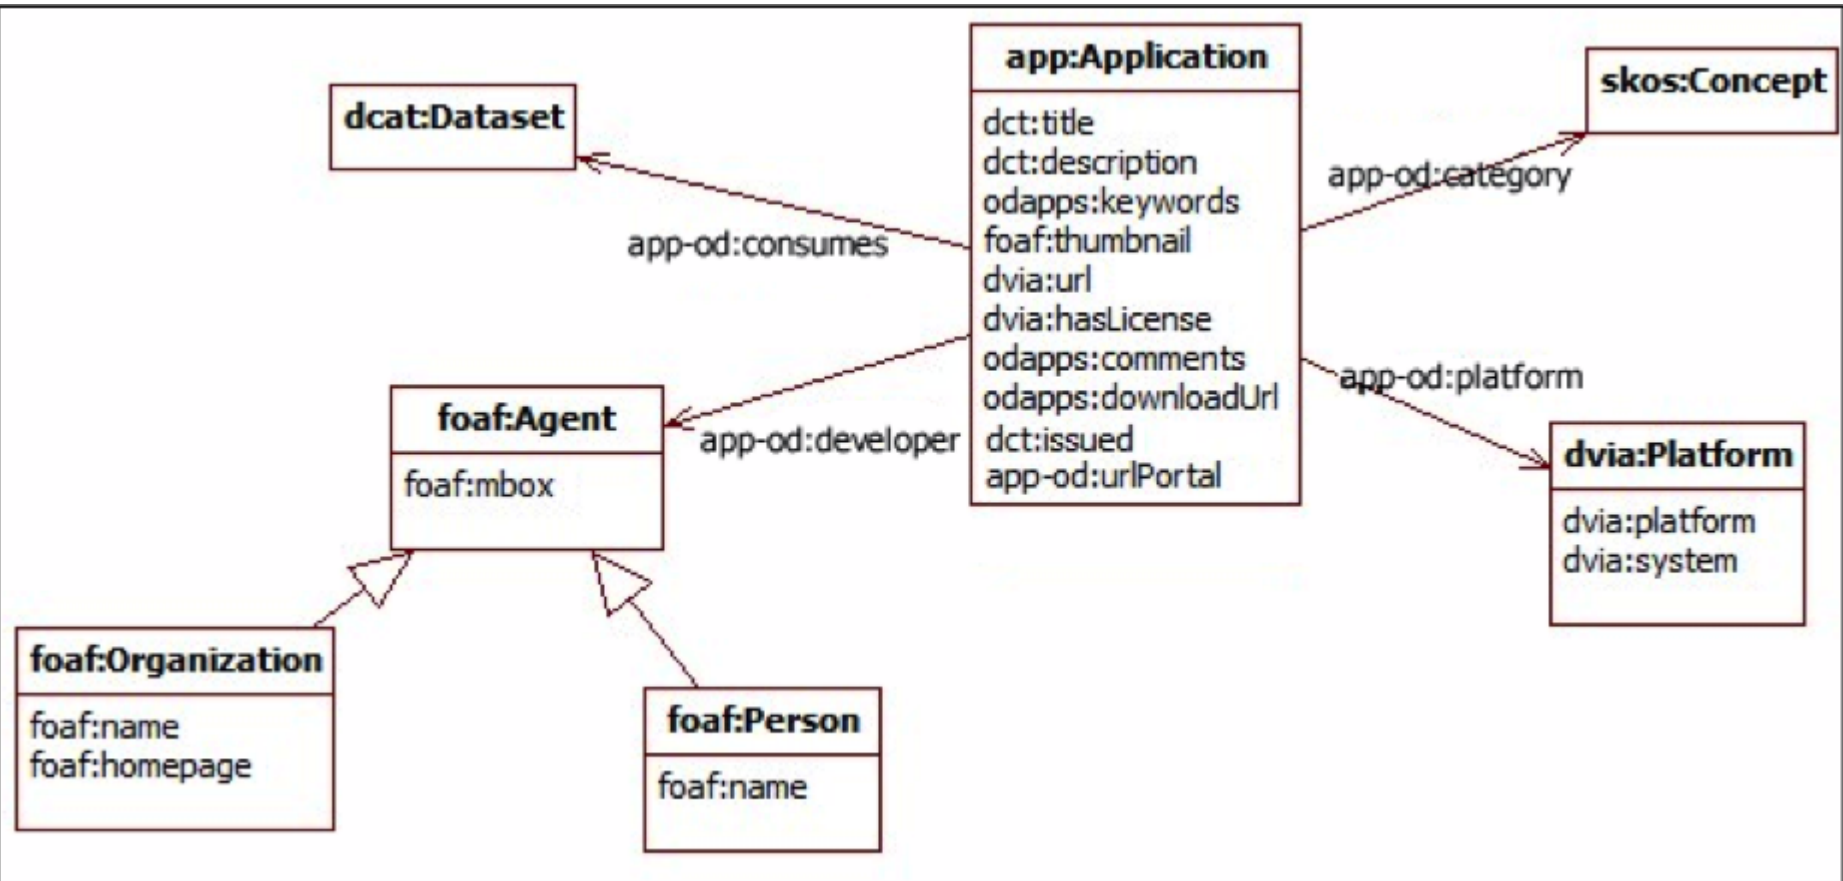 app:Application
dct:title
dct:description
odapps:keywords
foaf:thumbnail
dvia:url
dvia:hasLicense
odapps:comments
odapps:downloadUrl
dct:issued
app-od:urlPortal
skos:Concept
dcat:Dataset
app-od:category
app-od:consumes
app-od:platform
foaf:Agent
foaf:mbox
app-od:developer
dvia:Platform
dvia:platform
dvia:system
foaf:Organization
foaf:name
foaf:homepage
foaf:Person
foaf:name